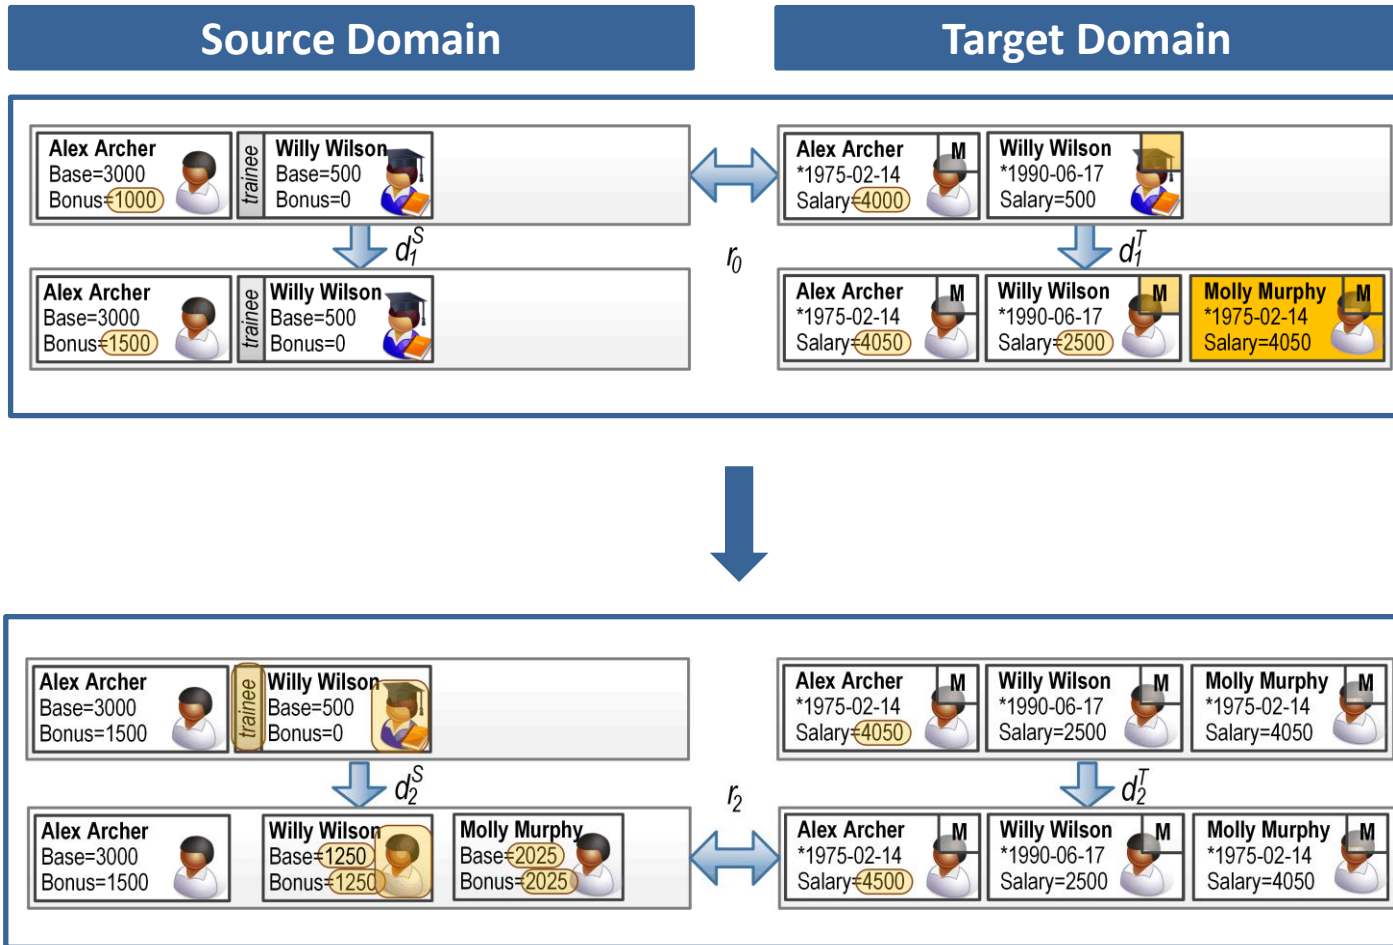 Source Domain
Target Domain
Alex Archer
Base=3000
Bonus=1000
trainee
Willy Wilson
Base=500
Bonus=0
Alex Archer
*1975-02-14
Salary=4000
M
Willy Wilson
*1990-06-17
Salary=500
d₁ˢ
r₀
d₁ᵀ
Alex Archer
Base=3000
Bonus=1500
trainee
Willy Wilson
Base=500
Bonus=0
Alex Archer
*1975-02-14
Salary=4050
M
Willy Wilson
*1990-06-17
Salary=2500
M
Molly Murphy
*1975-02-14
Salary=4050
M
Alex Archer
Base=3000
Bonus=1500
trainee
Willy Wilson
Base=500
Bonus=0
Alex Archer
*1975-02-14
Salary=4050
M
Willy Wilson
*1990-06-17
Salary=2500
M
Molly Murphy
*1975-02-14
Salary=4050
M
d₂ˢ
r₂
d₂ᵀ
Alex Archer
Base=3000
Bonus=1500
Willy Wilson
Base=1250
Bonus=1250
Molly Murphy
Base=2025
Bonus=2025
Alex Archer
*1975-02-14
Salary=4500
M
Willy Wilson
*1990-06-17
Salary=2500
M
Molly Murphy
*1975-02-14
Salary=4050
M